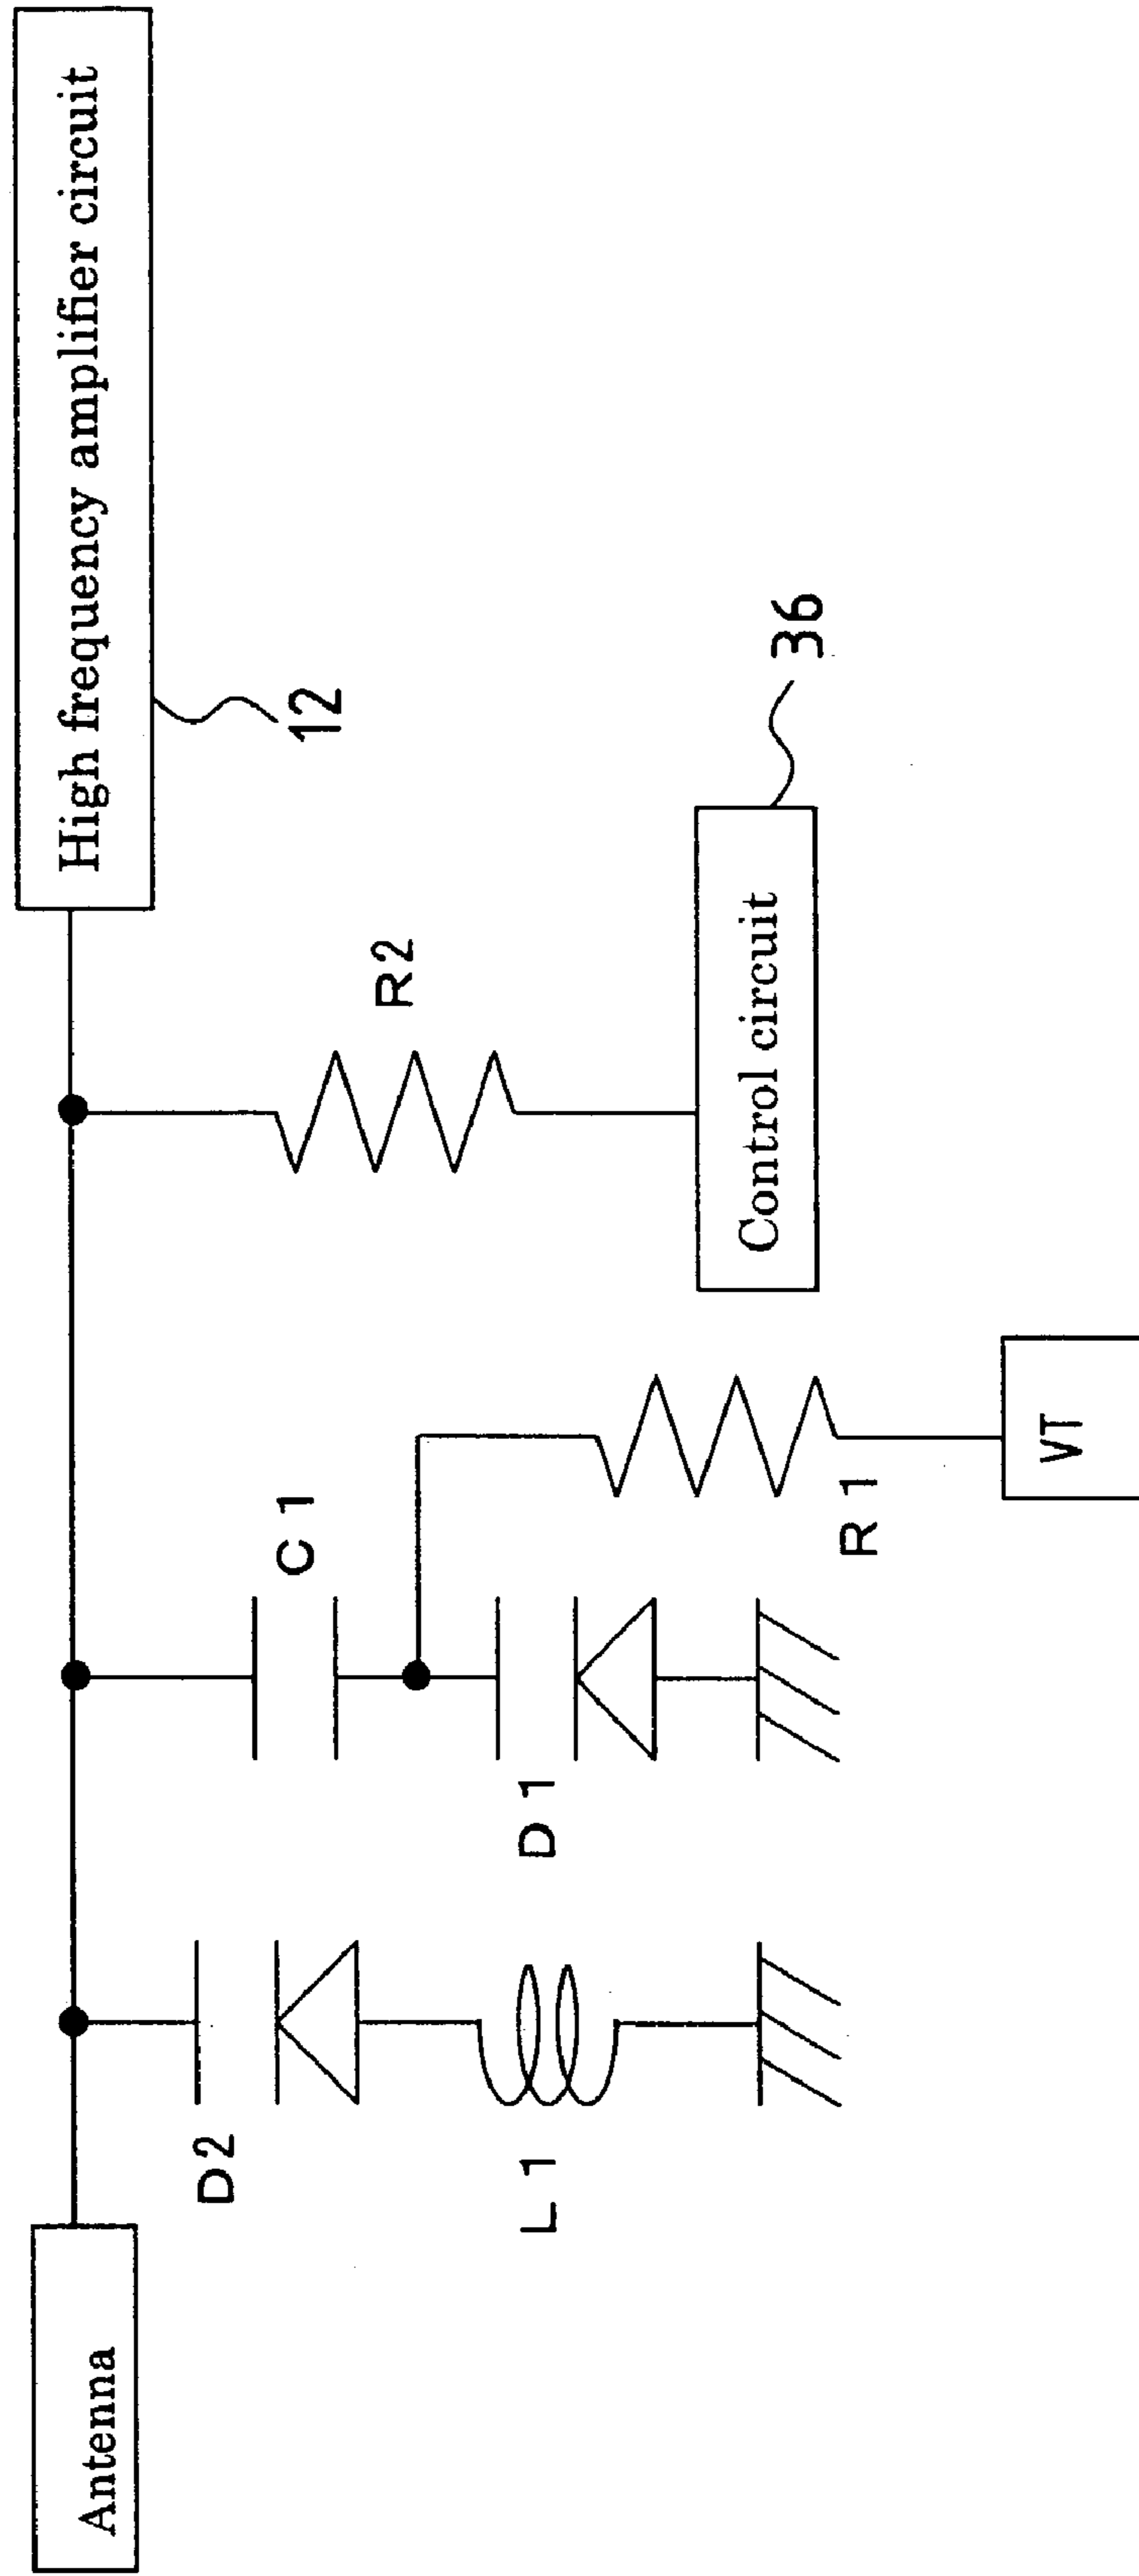 Antenna
High frequency amplifier circuit
12
D2
L1
C1
D1
R1
VT
R2
Control circuit
36